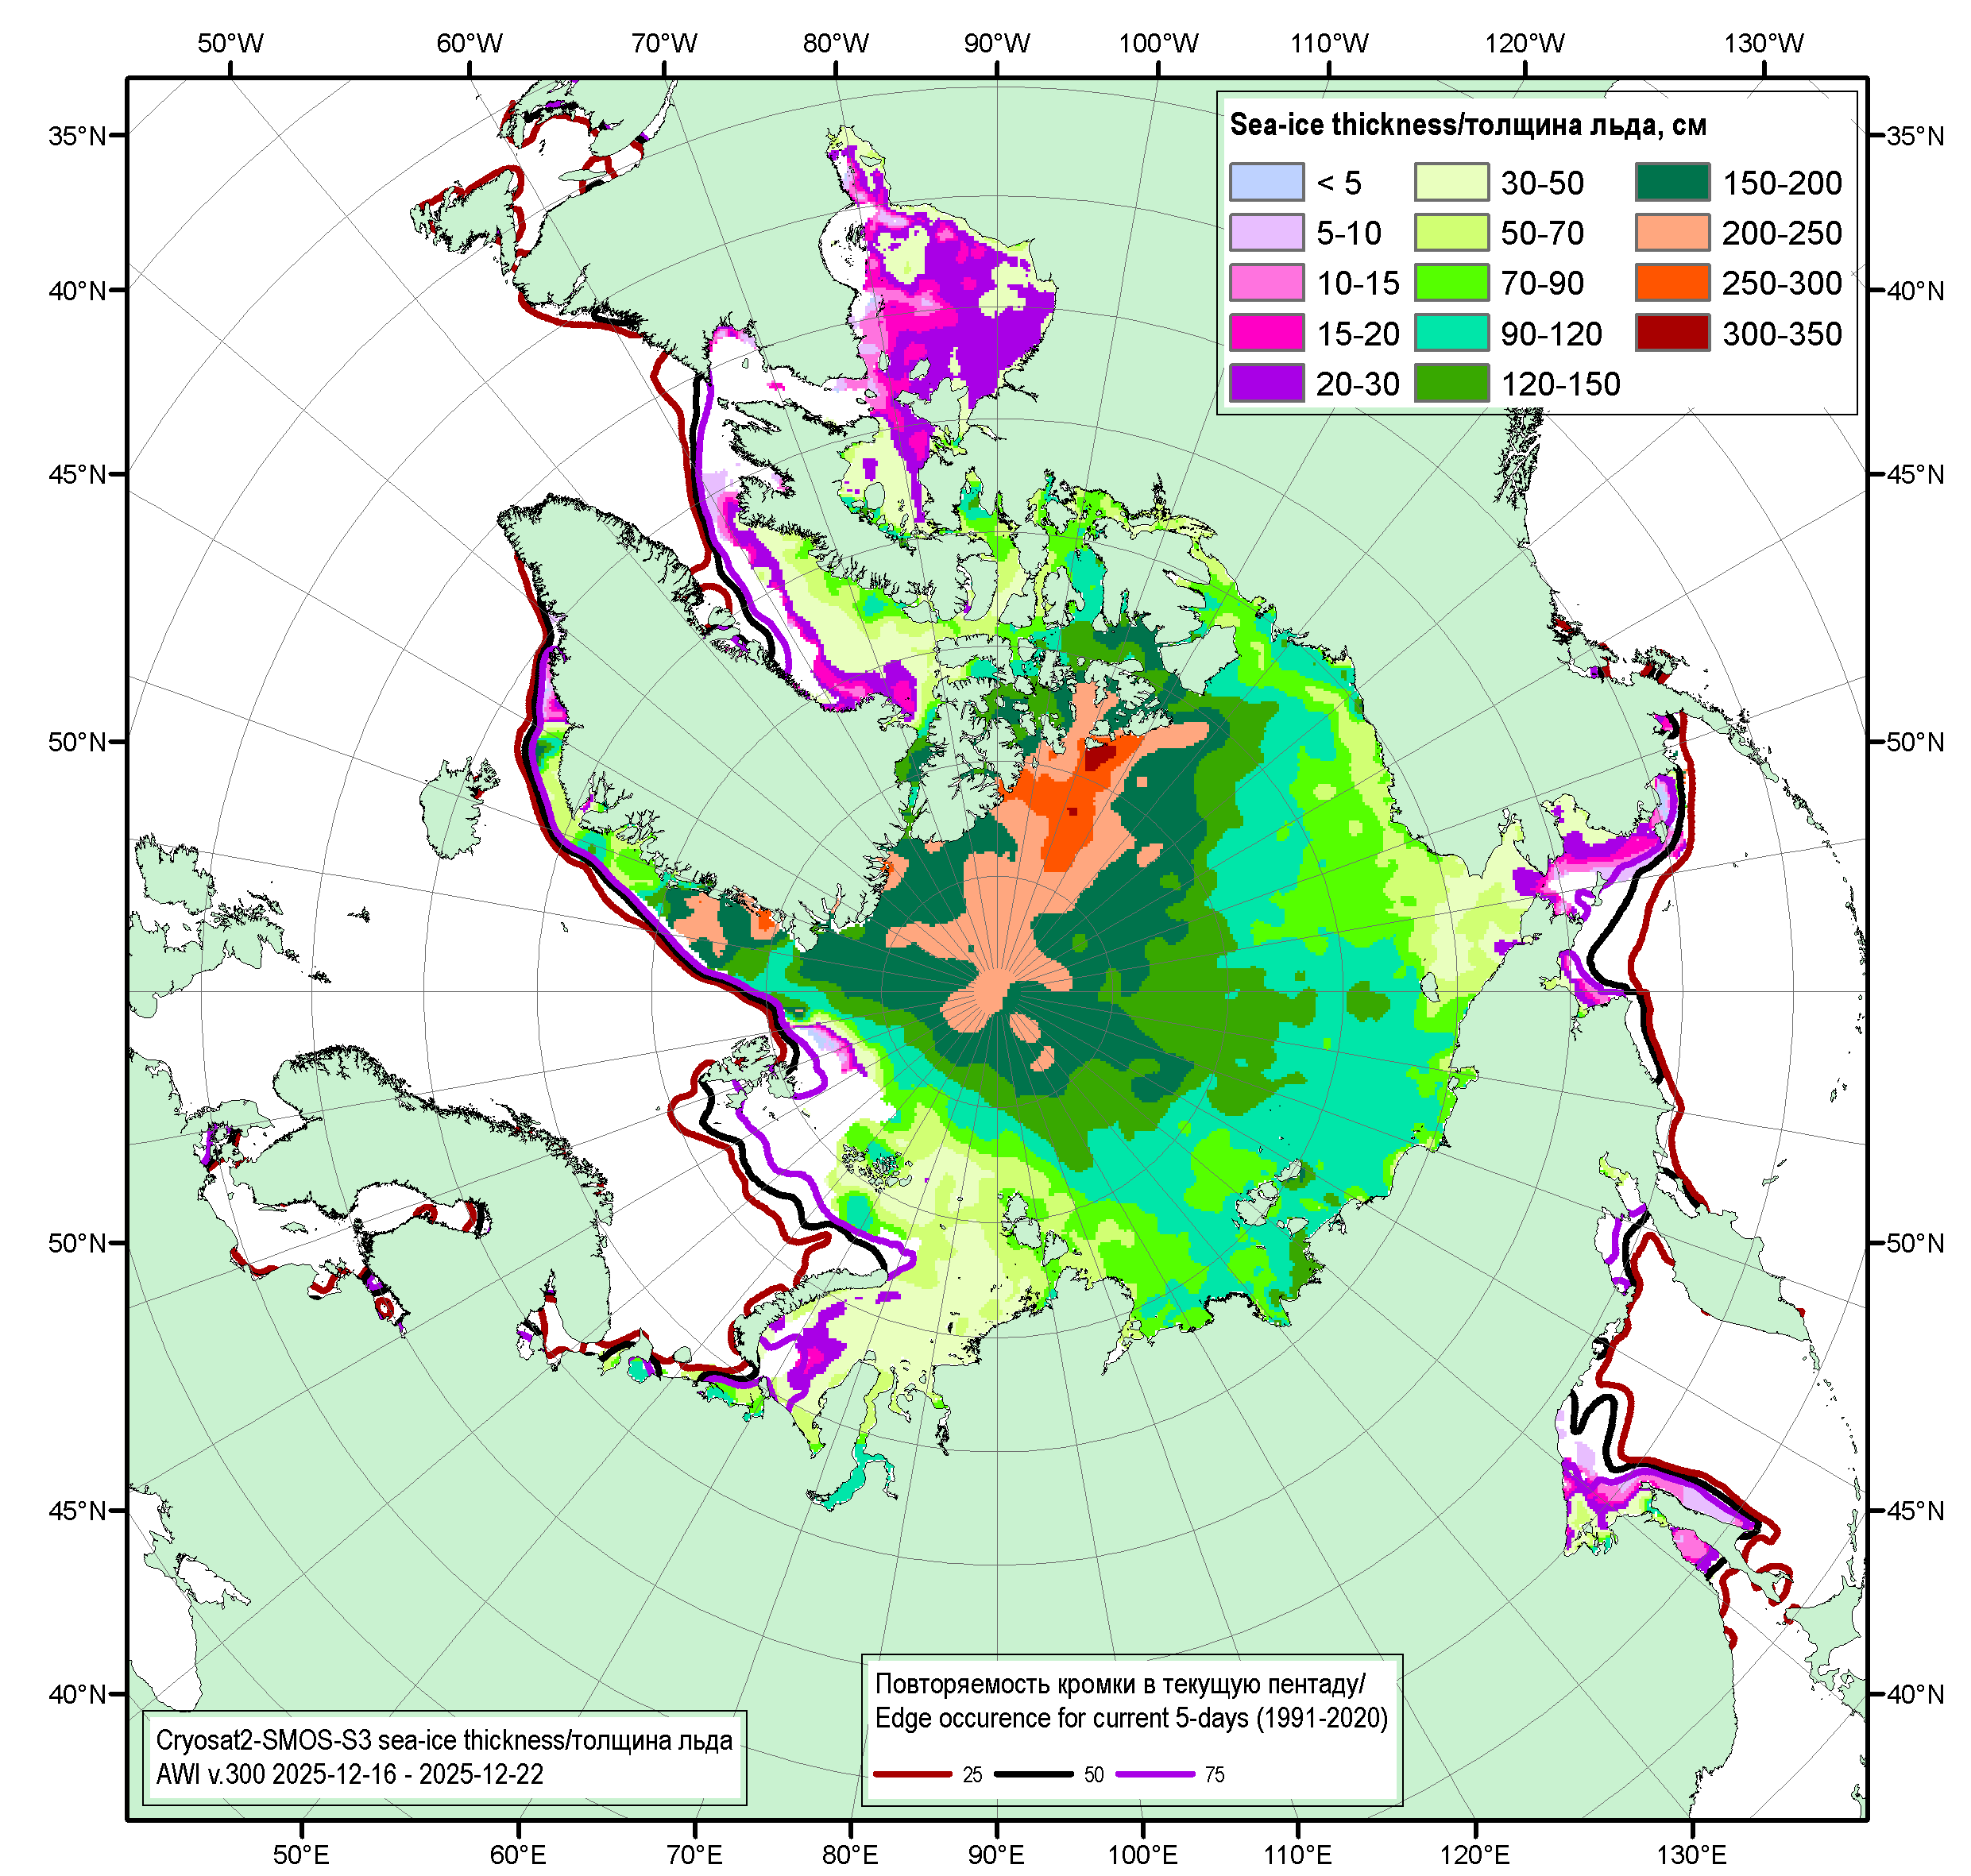 50°W 60°W 70°W 80°W 90°W 100°W 110°W 120°W 130°W
35°N 35°N
Sea-ice thickness/толщина льда, см
< 5 30-50 150-200
5-10 50-70 200-250
10-15 70-90 250-300
15-20 90-120 300-350
20-30 120-150
40°N 40°N
45°N 45°N
50°N 50°N
50°N 50°N
45°N 45°N
40°N 40°N
Повторяемость кромки в текущую пентаду/
Edge occurence for current 5-days (1991-2020)
25 50 75
Cryosat2-SMOS-S3 sea-ice thickness/толщина льда
AWI v.300 2025-12-16 - 2025-12-22
50°E 60°E 70°E 80°E 90°E 100°E 110°E 120°E 130°E